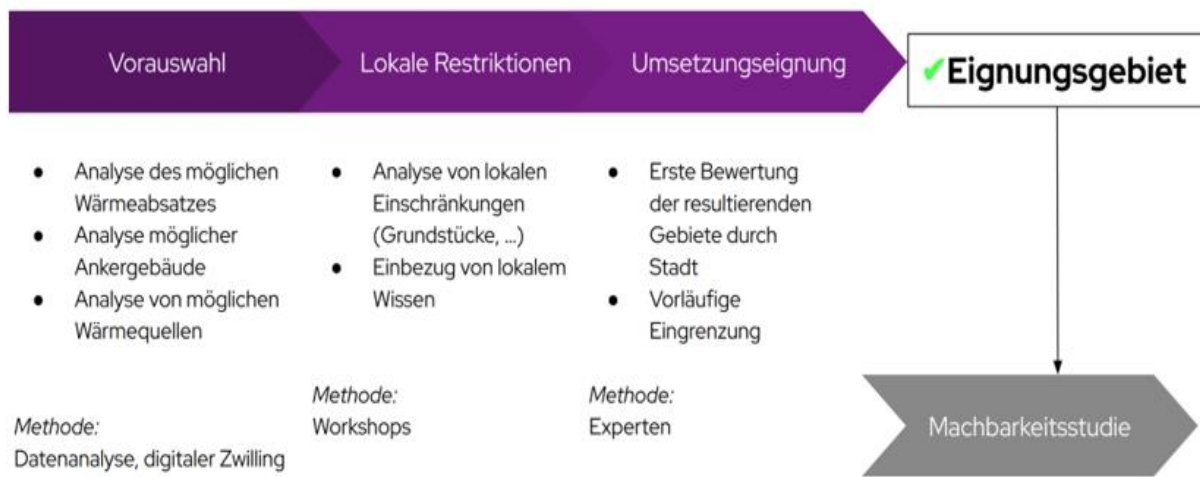 Vorauswahl
Lokale Restriktionen
Umsetzungseignung
✔Eignungsgebiet
● Analyse des möglichen
Wärmeabsatzes
● Analyse möglicher
Ankergebäude
● Analyse von möglichen
Wärmequellen
Methode:
Datenanalyse, digitaler Zwilling
● Analyse von lokalen
Einschränkungen
(Grundstücke, ...)
● Einbezug von lokalem
Wissen
Methode:
Workshops
● Erste Bewertung
der resultierenden
Gebiete durch
Stadt
● Vorläufige
Eingrenzung
Methode:
Experten
Machbarkeitsstudie